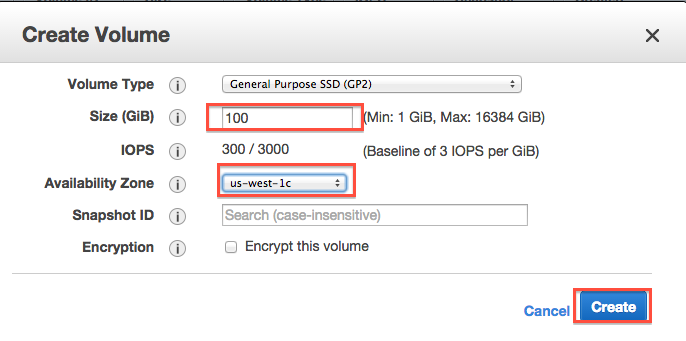 Create Volume
Volume Type i General Purpose SSD (GP2)
Size (GiB) i 100 (Min: 1 GiB, Max: 16384 GiB)
IOPS i 300 / 3000 (Baseline of 3 IOPS per GiB)
Availability Zone i us-west-1c
Snapshot ID i Search (case-insensitive)
Encryption i Encrypt this volume
Cancel Create